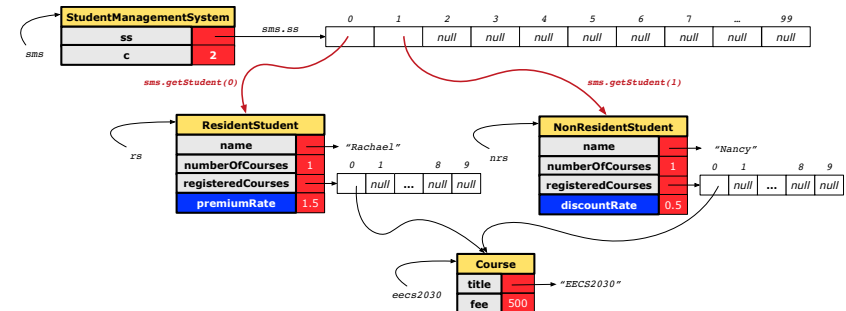 StudentManagementSystem
ss
c 2
sms
sms.ss
0 1 2 3 4 5 6 7 … 99
null null null null null null null null
sms.getStudent(0)
sms.getStudent(1)
ResidentStudent
name
numberOfCourses 1
registeredCourses
premiumRate 1.5
rs
“Rachael”
0 1 8 9
null … null null
NonResidentStudent
name
numberOfCourses 1
registeredCourses
discountRate 0.5
nrs
“Nancy”
0 1 8 9
null … null null
Course
title
fee 500
eecs2030
“EECS2030”